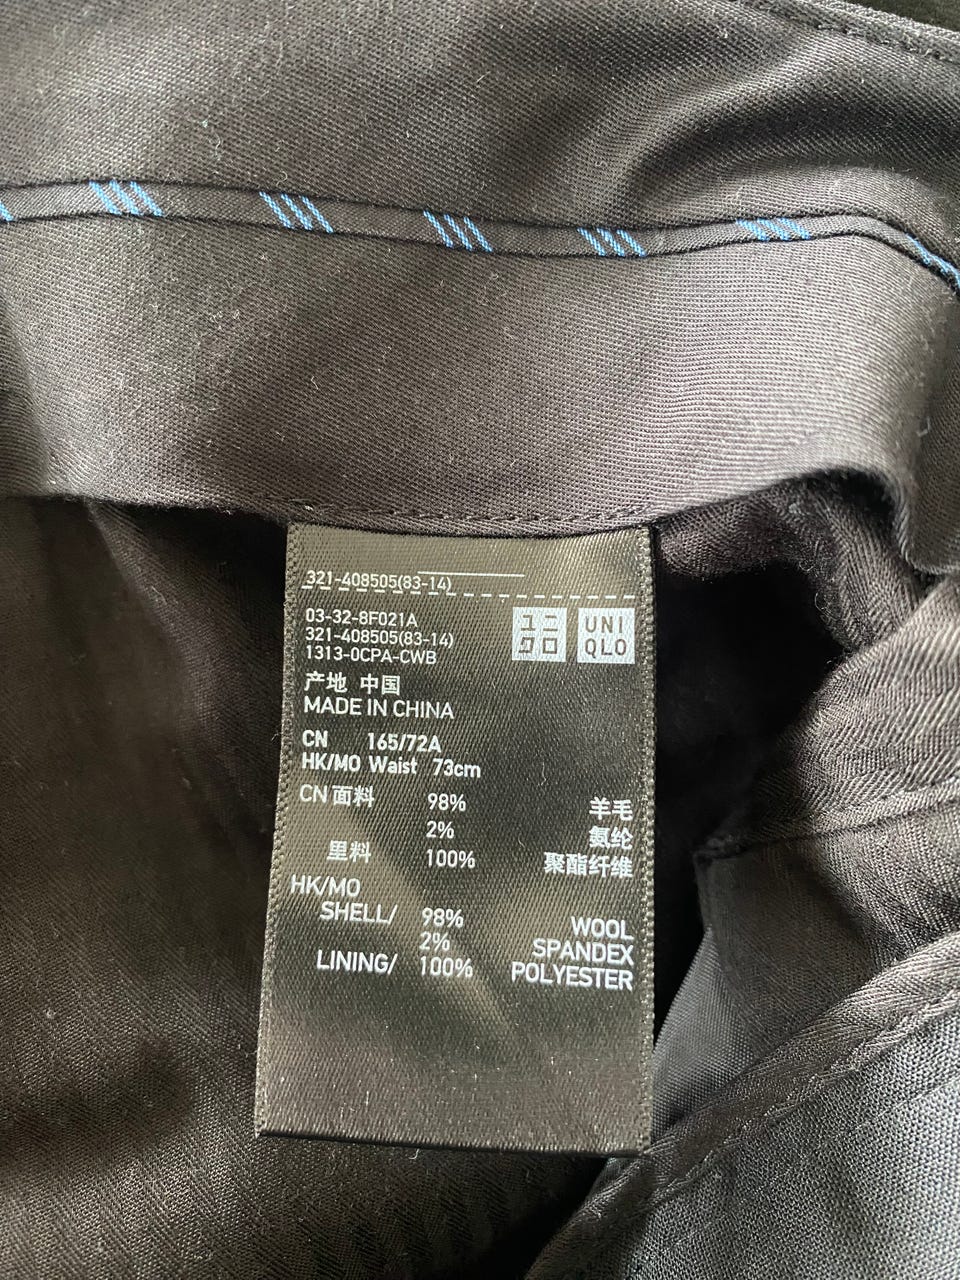 321-408505(83-14)
03-32-8F021A
321-408505(83-14)
1313-0CPA-CWB
ユニ
クロ
UNI
QLO
产地 中国
MADE IN CHINA
CN 165/72A
HK/MO Waist 73cm
CN 面料 98% 羊毛
2% 氨纶
里料 100% 聚酯纤维
HK/MO
SHELL/ 98% WOOL
2% SPANDEX
LINING/ 100% POLYESTER